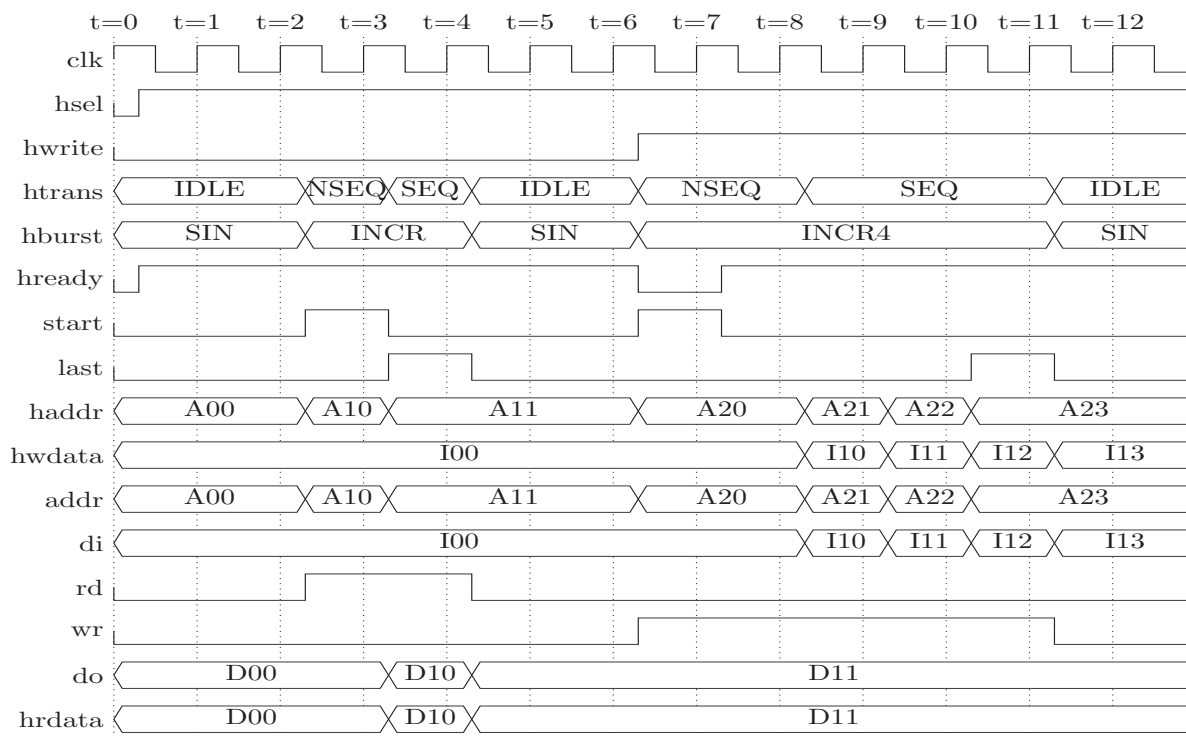 t=0 t=1 t=2 t=3 t=4 t=5 t=6 t=7 t=8 t=9 t=10 t=11 t=12
clk
hsel
hwrite
htrans IDLE NSEQ SEQ IDLE NSEQ SEQ IDLE
hburst SIN INCR SIN INCR4 SIN
hready
start
last
haddr A00 A10 A11 A20 A21 A22 A23
hwdata I00 I10 I11 I12 I13
addr A00 A10 A11 A20 A21 A22 A23
di I00 I10 I11 I12 I13
rd
wr
do D00 D10 D11
hrdata D00 D10 D11